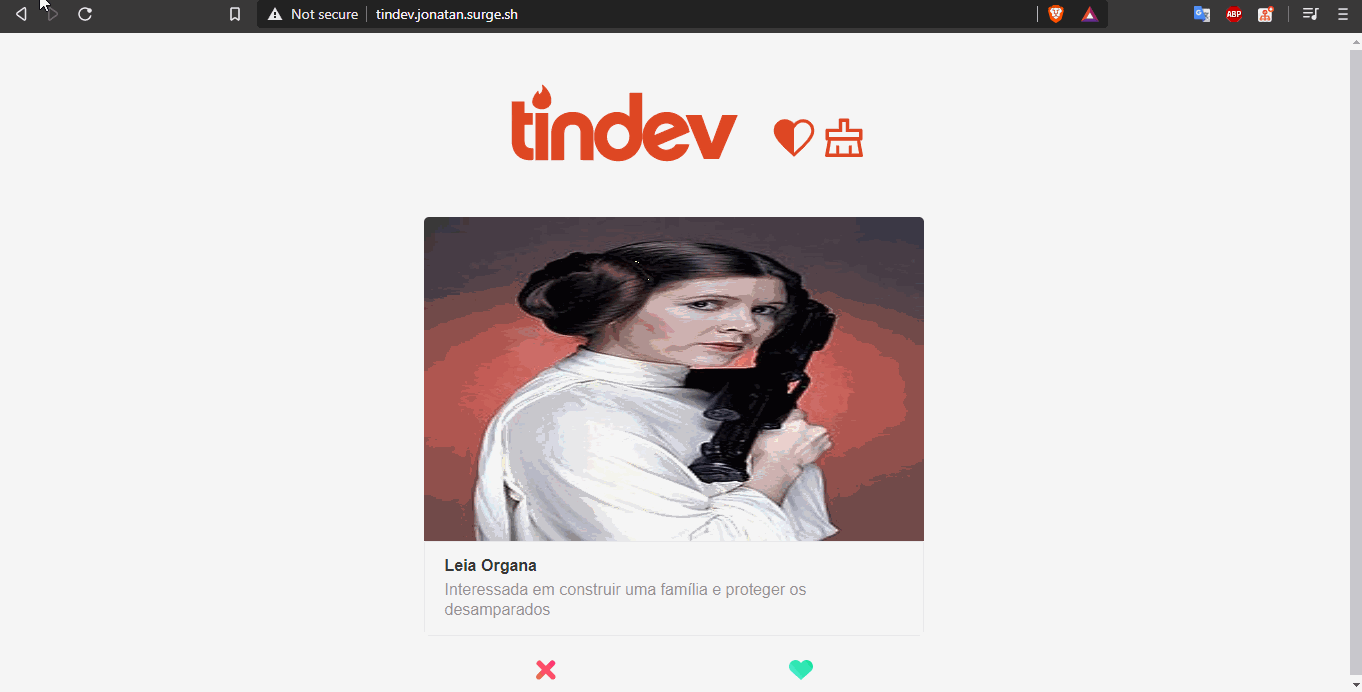 Not secure
tindev.jonatan.surge.sh
ABP
tindev
Leia Organa
Interessada em construir uma família e proteger os
desamparados